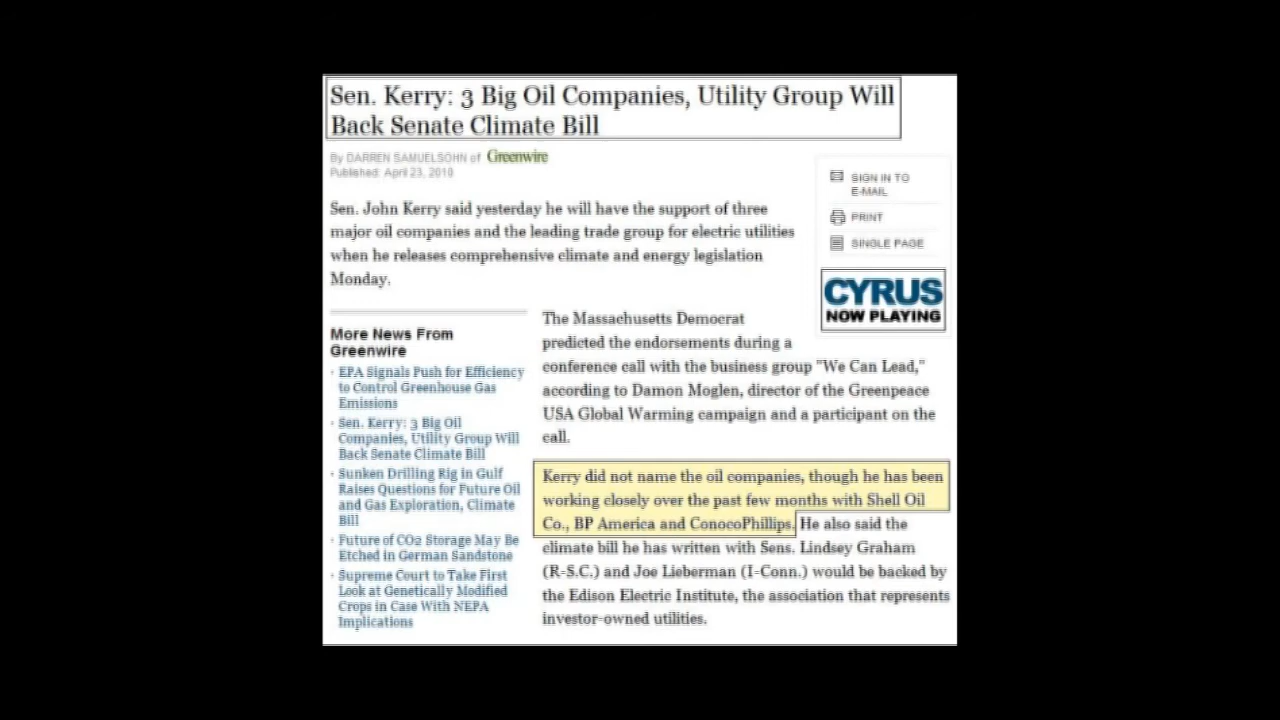 Sen. Kerry: 3 Big Oil Companies, Utility Group Will
Back Senate Climate Bill
By DARREN SAMUELSOHN of Greenwire
Published: April 23, 2010
SIGN IN TO
E-MAIL
PRINT
SINGLE PAGE
CYRUS
NOW PLAYING
Sen. John Kerry said yesterday he will have the support of three
major oil companies and the leading trade group for electric utilities
when he releases comprehensive climate and energy legislation
Monday.
More News From
Greenwire
EPA Signals Push for Efficiency
to Control Greenhouse Gas
Emissions
Sen. Kerry: 3 Big Oil
Companies, Utility Group Will
Back Senate Climate Bill
Sunken Drilling Rig in Gulf
Raises Questions for Future Oil
and Gas Exploration, Climate
Bill
Future of CO2 Storage May Be
Etched in German Sandstone
Supreme Court to Take First
Look at Genetically Modified
Crops in Case With NEPA
Implications
The Massachusetts Democrat
predicted the endorsements during a
conference call with the business group "We Can Lead,"
according to Damon Moglen, director of the Greenpeace
USA Global Warming campaign and a participant on the
call.
Kerry did not name the oil companies, though he has been
working closely over the past few months with Shell Oil
Co., BP America and ConocoPhillips. He also said the
climate bill he has written with Sens. Lindsey Graham
(R-S.C.) and Joe Lieberman (I-Conn.) would be backed by
the Edison Electric Institute, the association that represents
investor-owned utilities.